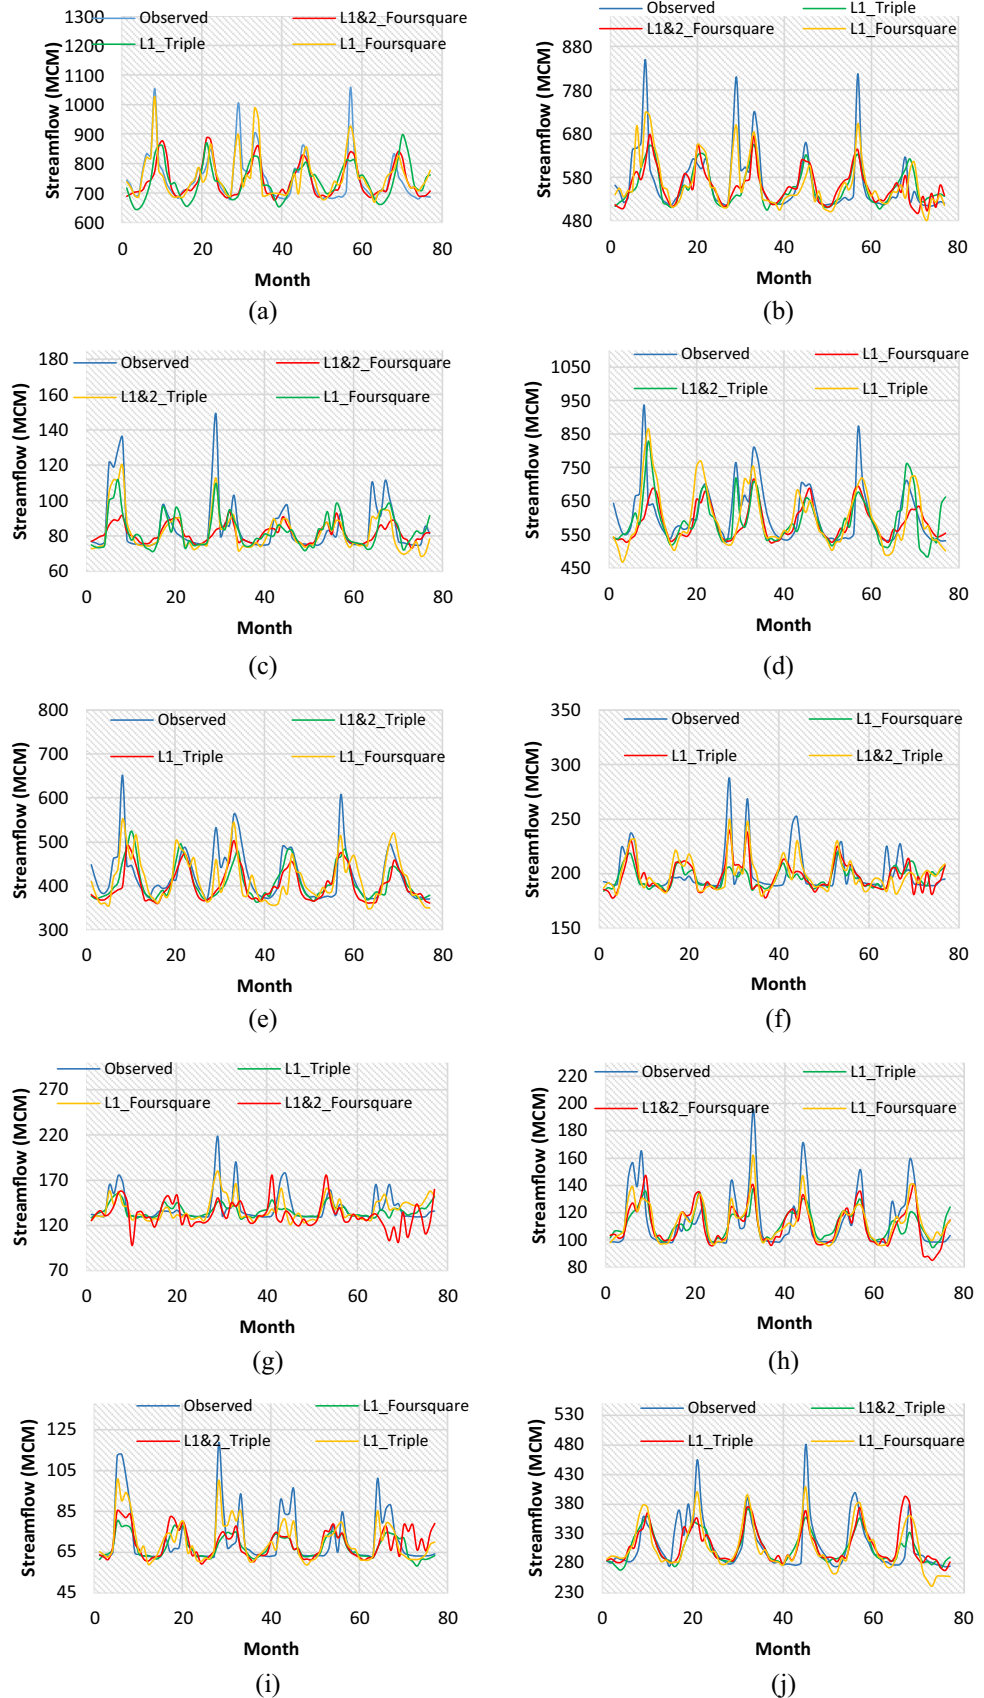 Observed L1&2_Foursquare
L1_Triple L1_Foursquare
Streamflow (MCM)
1300
1200
1100
1000
900
800
700
600
0 20 40 60 80
Month
(a)
Observed L1_Triple
L1&2_Foursquare L1_Foursquare
Streamflow (MCM)
880
780
680
580
480
0 20 40 60 80
Month
(b)
Observed L1&2_Foursquare
L1&2_Triple L1_Foursquare
Streamflow (MCM)
180
160
140
120
100
80
60
0 20 40 60 80
Month
(c)
Observed L1_Foursquare
L1&2_Triple L1_Triple
Streamflow (MCM)
1050
950
850
750
650
550
450
0 20 40 60 80
Month
(d)
Observed L1&2_Triple
L1_Triple L1_Foursquare
Streamflow (MCM)
800
700
600
500
400
300
0 20 40 60 80
Month
(e)
Observed L1_Foursquare
L1_Triple L1&2_Triple
Streamflow (MCM)
350
300
250
200
150
0 20 40 60 80
Month
(f)
Observed L1_Triple
L1_Foursquare L1&2_Foursquare
Streamflow (MCM)
270
220
170
120
70
0 20 40 60 80
Month
(g)
Observed L1_Triple
L1&2_Foursquare L1_Foursquare
Streamflow (MCM)
220
200
180
160
140
120
100
80
0 20 40 60 80
Month
(h)
Observed L1_Foursquare
L1&2_Triple L1_Triple
Streamflow (MCM)
125
105
85
65
45
0 20 40 60 80
Month
(i)
Observed L1&2_Triple
L1_Triple L1_Foursquare
Streamflow (MCM)
530
480
430
380
330
280
230
0 20 40 60 80
Month
(j)